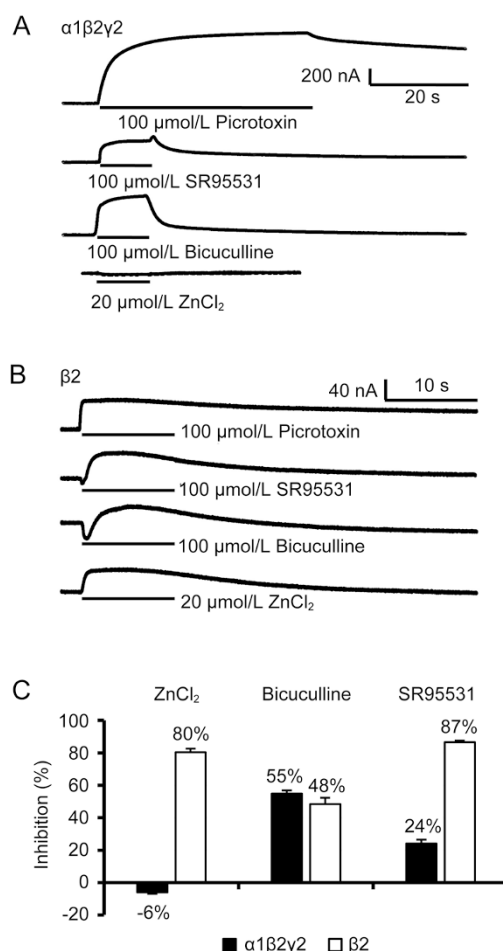 A
α1β2γ2
200 nA
20 s
100 μmol/L Picrotoxin
100 μmol/L SR95531
100 μmol/L Bicuculline
20 μmol/L ZnCl₂
B
β2
40 nA
10 s
100 μmol/L Picrotoxin
100 μmol/L SR95531
100 μmol/L Bicuculline
20 μmol/L ZnCl₂
C
ZnCl₂ Bicuculline SR95531
Inhibition (%)
100
80
60
40
20
0
-20
-6%
80%
55%
48%
24%
87%
α1β2γ2 β2